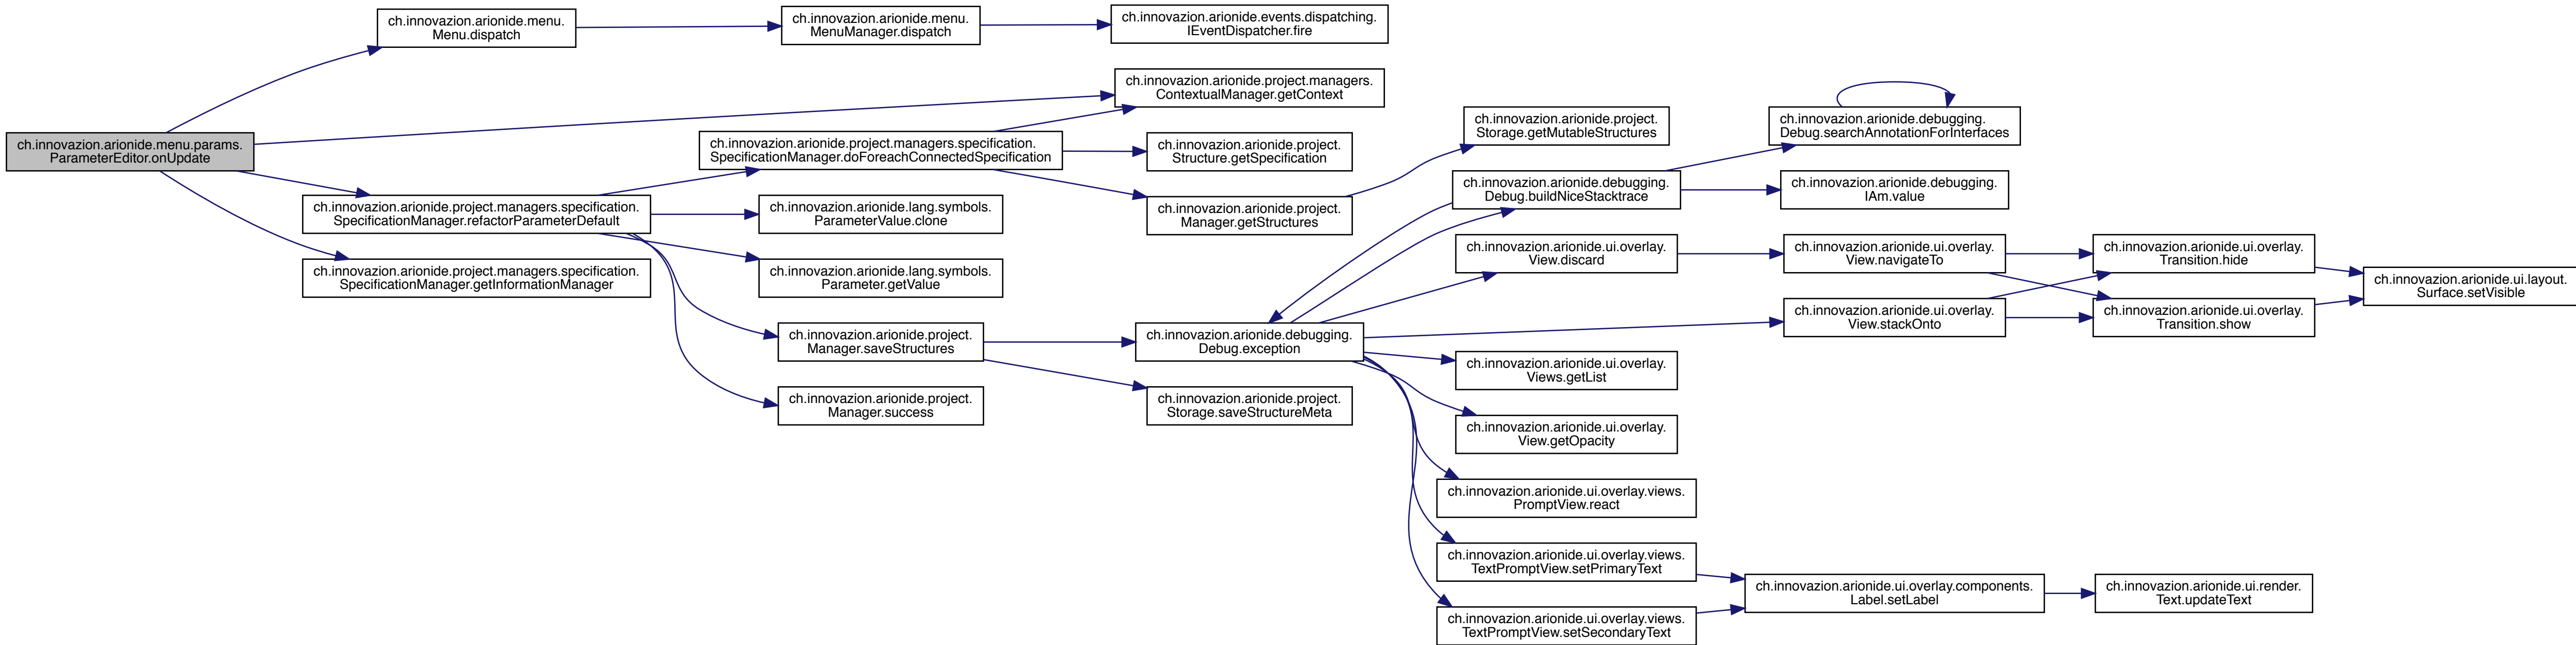 ch.innovazion.arionide.menu.params.
ParameterEditor.onUpdate
ch.innovazion.arionide.menu.
Menu.dispatch
ch.innovazion.arionide.menu.
MenuManager.dispatch
ch.innovazion.arionide.events.dispatching.
IEventDispatcher.fire
ch.innovazion.arionide.project.managers.
ContextualManager.getContext
ch.innovazion.arionide.project.managers.specification.
SpecificationManager.refactorParameterDefault
ch.innovazion.arionide.project.managers.specification.
SpecificationManager.getInformationManager
ch.innovazion.arionide.project.managers.specification.
SpecificationManager.doForeachConnectedSpecification
ch.innovazion.arionide.lang.symbols.
ParameterValue.clone
ch.innovazion.arionide.lang.symbols.
Parameter.getValue
ch.innovazion.arionide.project.
Manager.saveStructures
ch.innovazion.arionide.project.
Manager.success
ch.innovazion.arionide.project.
Structure.getSpecification
ch.innovazion.arionide.project.
Manager.getStructures
ch.innovazion.arionide.debugging.
Debug.exception
ch.innovazion.arionide.project.
Storage.saveStructureMeta
ch.innovazion.arionide.project.
Storage.getMutableStructures
ch.innovazion.arionide.debugging.
Debug.buildNiceStacktrace
ch.innovazion.arionide.ui.overlay.
View.discard
ch.innovazion.arionide.ui.overlay.
Views.getList
ch.innovazion.arionide.ui.overlay.
View.getOpacity
ch.innovazion.arionide.ui.overlay.views.
PromptView.react
ch.innovazion.arionide.ui.overlay.views.
TextPromptView.setPrimaryText
ch.innovazion.arionide.ui.overlay.views.
TextPromptView.setSecondaryText
ch.innovazion.arionide.debugging.
Debug.searchAnnotationForInterfaces
ch.innovazion.arionide.debugging.
IAm.value
ch.innovazion.arionide.ui.overlay.
View.navigateTo
ch.innovazion.arionide.ui.overlay.
View.stackOnto
ch.innovazion.arionide.ui.overlay.components.
Label.setLabel
ch.innovazion.arionide.ui.overlay.
Transition.hide
ch.innovazion.arionide.ui.overlay.
Transition.show
ch.innovazion.arionide.ui.render.
Text.updateText
ch.innovazion.arionide.ui.layout.
Surface.setVisible